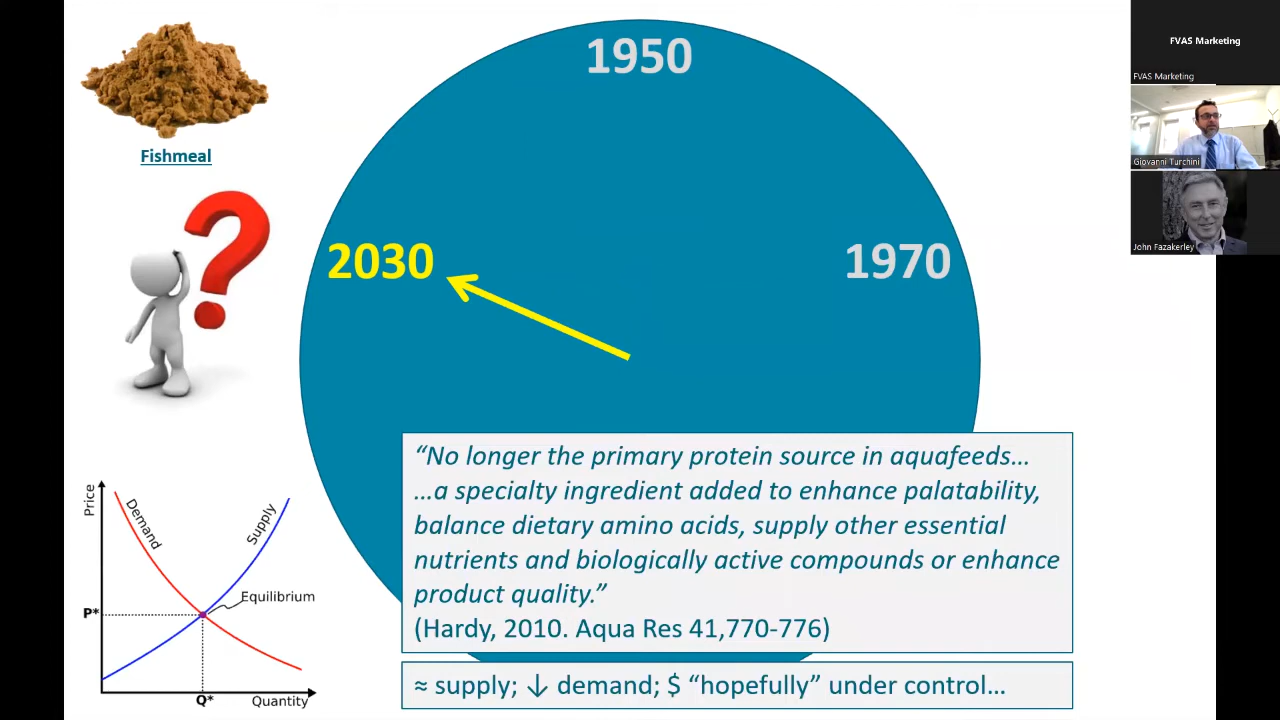 1950
Fishmeal
2030
1970
“No longer the primary protein source in aquafeeds…
…a specialty ingredient added to enhance palatability,
balance dietary amino acids, supply other essential
nutrients and biologically active compounds or enhance
product quality.”
(Hardy, 2010. Aqua Res 41,770-776)
≈ supply; ↓ demand; $ “hopefully” under control…
Price
Demand
Supply
Equilibrium
P*
Q*
Quantity
?
FVAS Marketing
FVAS Marketing
Giovanni Turchini
John Fazakerley